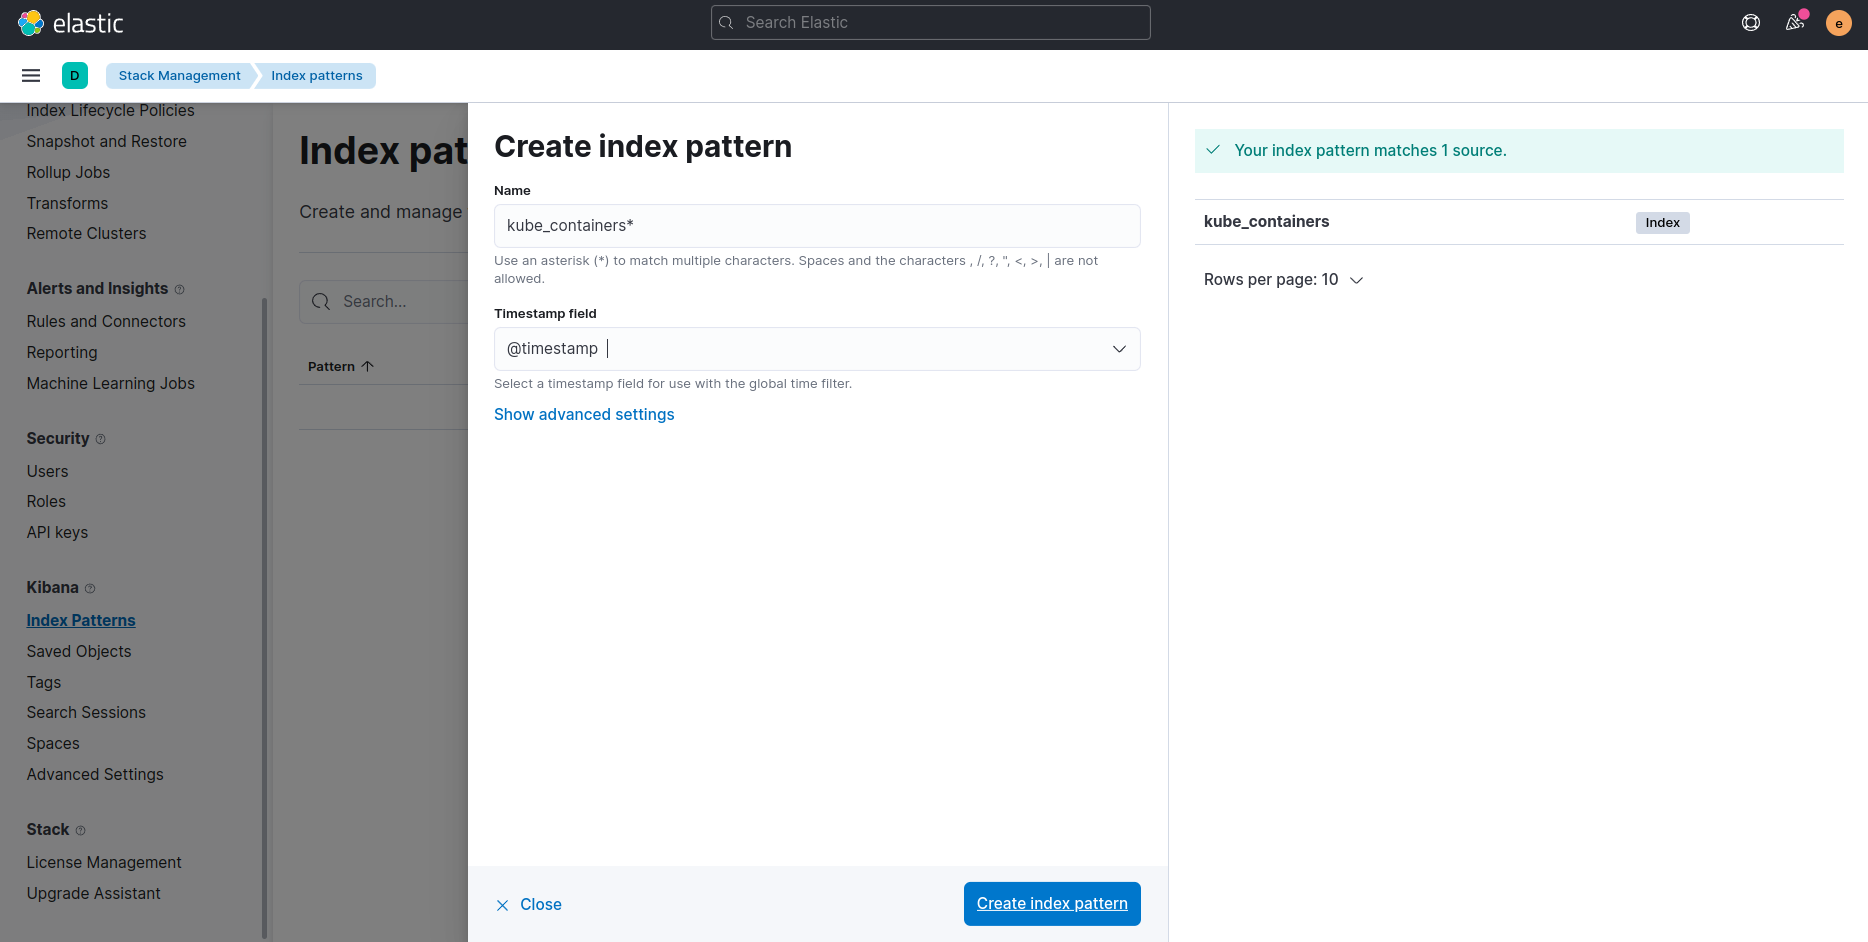 elastic
Search Elastic
e
D
Stack Management
Index patterns
Index Lifecycle Policies
Snapshot and Restore
Rollup Jobs
Transforms
Remote Clusters
Alerts and Insights
Rules and Connectors
Reporting
Machine Learning Jobs
Security
Users
Roles
API keys
Kibana
Index Patterns
Saved Objects
Tags
Search Sessions
Spaces
Advanced Settings
Stack
License Management
Upgrade Assistant
Index pat
Create and manage
Search...
Pattern
Create index pattern
Name
kube_containers*
Use an asterisk (*) to match multiple characters. Spaces and the characters , /, ?, ", <, >, | are not
allowed.
Timestamp field
@timestamp
Select a timestamp field for use with the global time filter.
Show advanced settings
Close
Create index pattern
Your index pattern matches 1 source.
kube_containers Index
Rows per page: 10